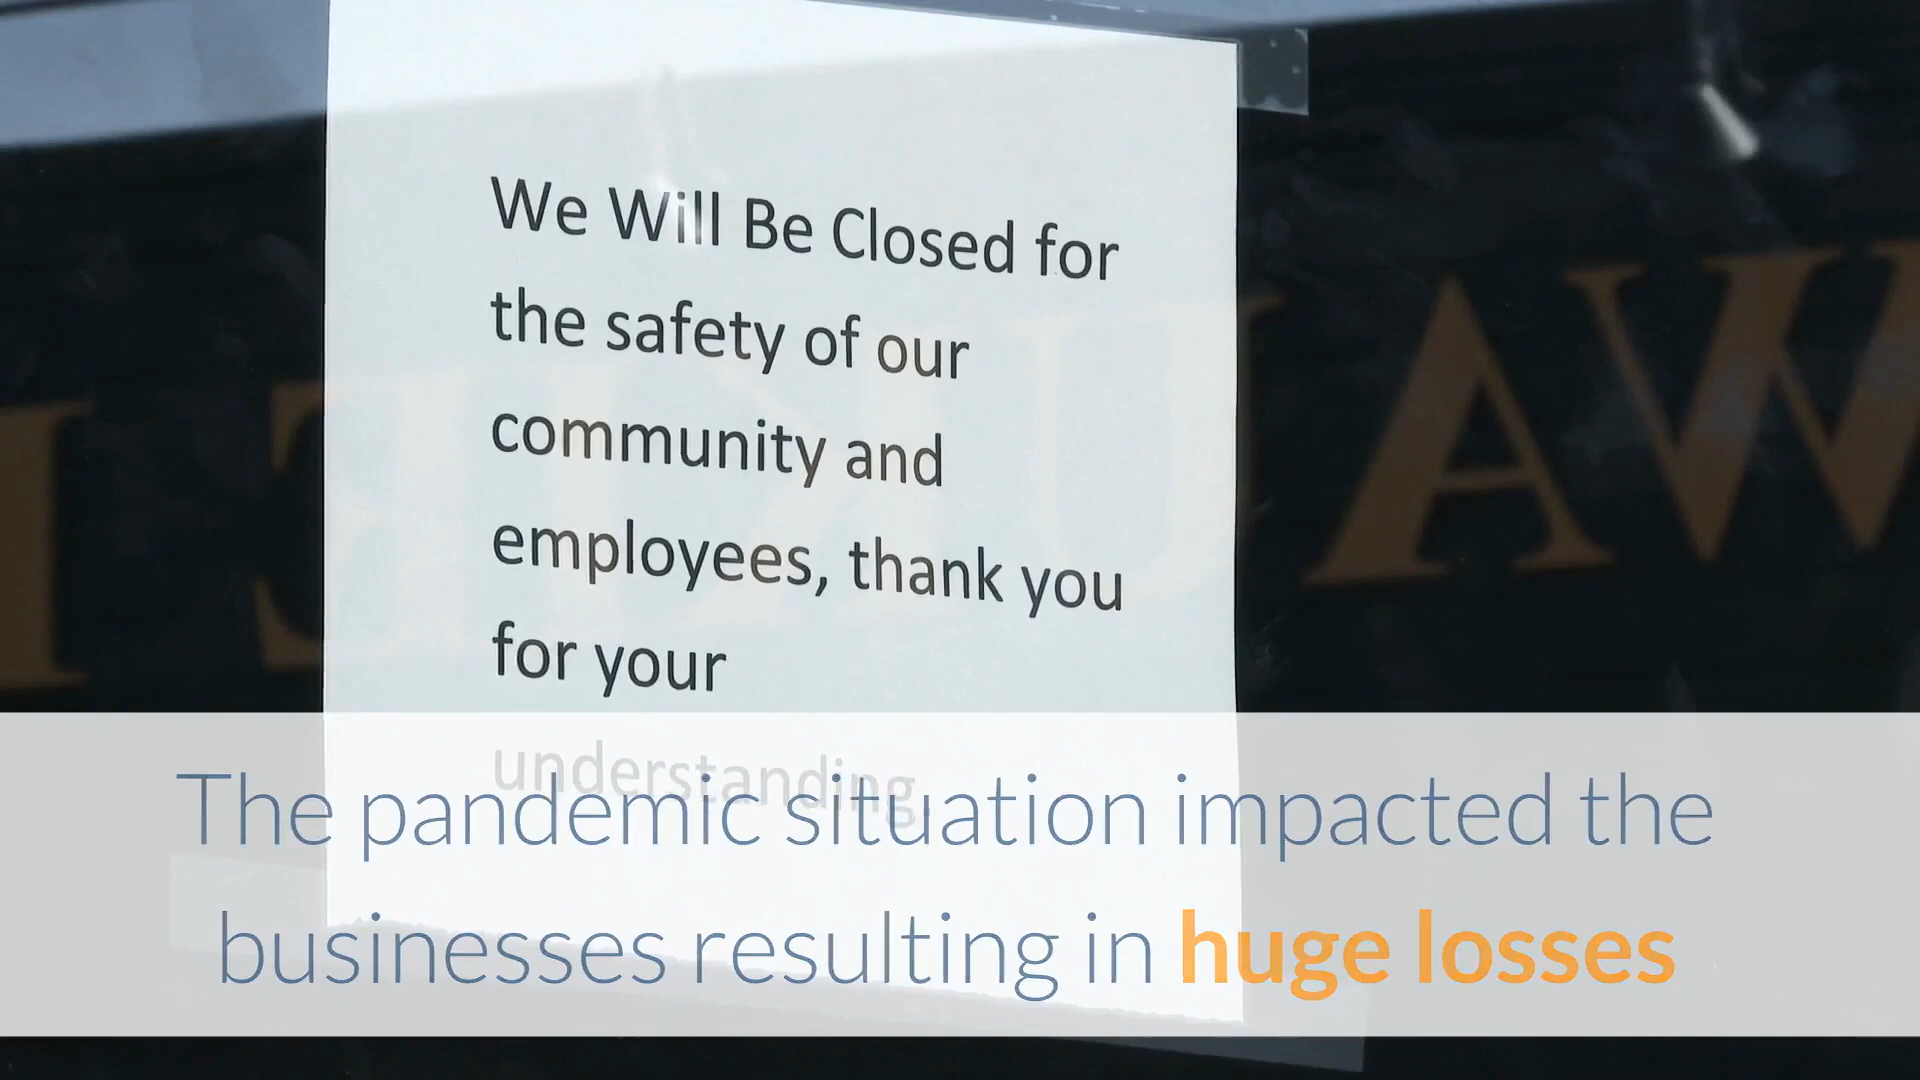 We Will Be Closed for
the safety of our
community and
employees, thank you
for your
understanding.
The pandemic situation impacted the
businesses resulting in huge losses